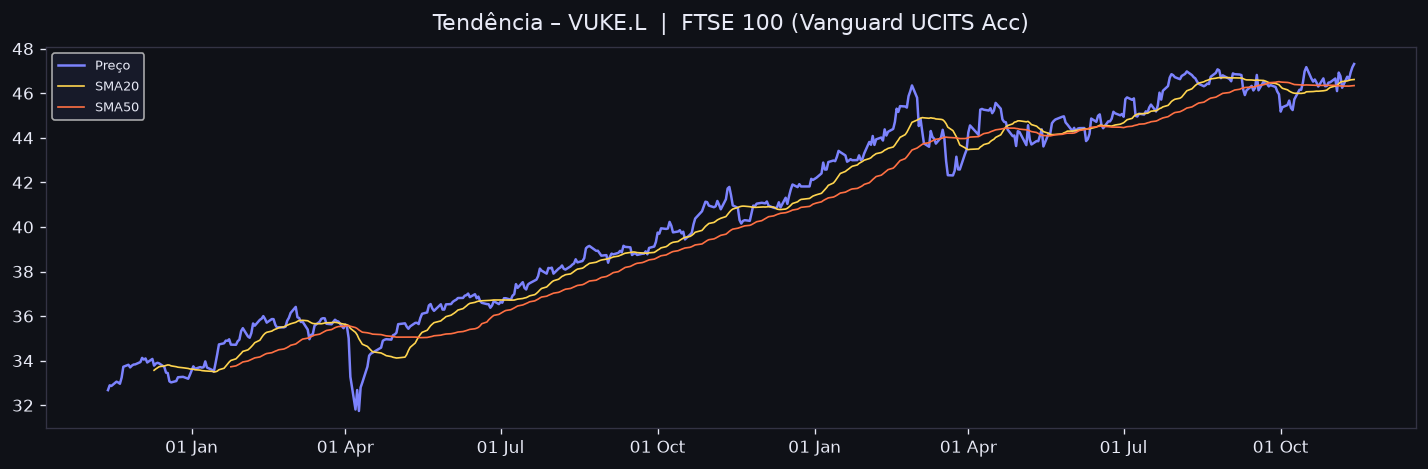 Tendência – VUKE.L | FTSE 100 (Vanguard UCITS Acc)
Preço
SMA20
SMA50
48
46
44
42
40
38
36
34
32
01 Jan
01 Apr
01 Jul
01 Oct
01 Jan
01 Apr
01 Jul
01 Oct